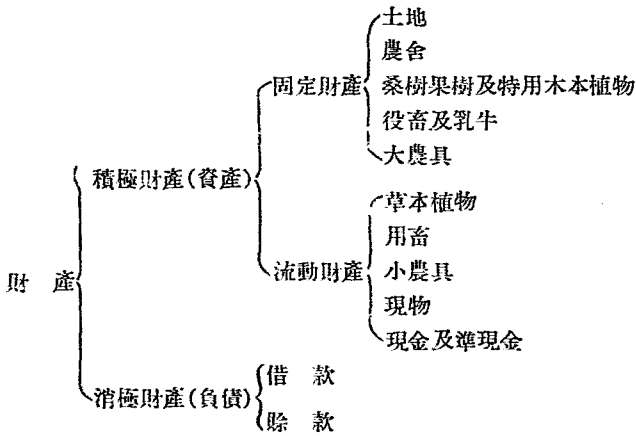 土地
農舍
固定財產
桑樹果樹及特用木本植物
役畜及乳牛
大農具
積極財產(資產)
草本植物
用畜
流動財產
小農具
現物
現金及準現金
財產
消極財產(負債)
借款
賒款